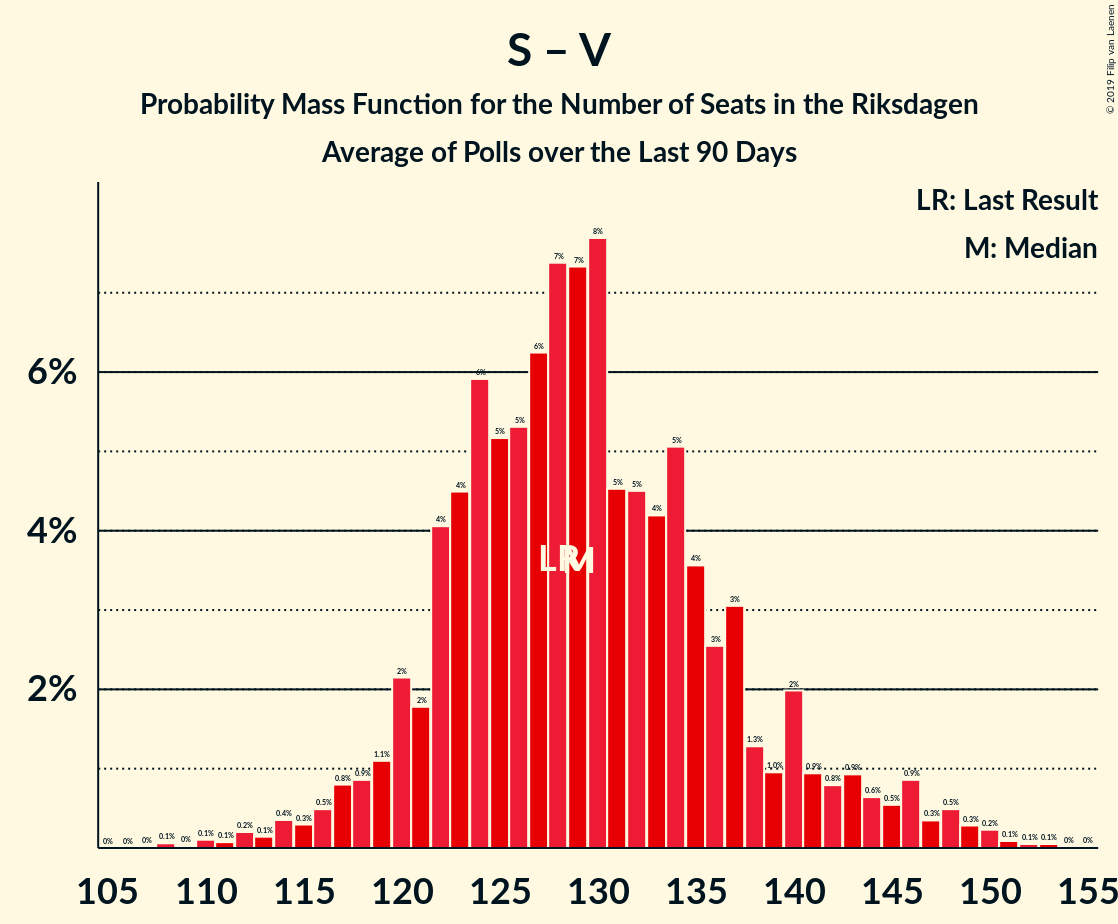 S – V
Probability Mass Function for the Number of Seats in the Riksdagen
Average of Polls over the Last 90 Days
© 2019 Filip van Laenen
LR: Last Result
M: Median
6%
4%
2%
0% 0% 0% 0.1% 0% 0.1% 0.1% 0.2% 0.1% 0.4% 0.3% 0.5% 0.8% 0.9% 1.1% 2% 2% 4% 4% 6% 5% 5% 6% 7% 7% 8% 5% 5% 4% 5% 4% 3% 3% 1.3% 1.0% 2% 0.9% 0.8% 0.9% 0.6% 0.5% 0.9% 0.3% 0.5% 0.3% 0.2% 0.1% 0.1% 0.1% 0% 0%
LR M
105 110 115 120 125 130 135 140 145 150 155